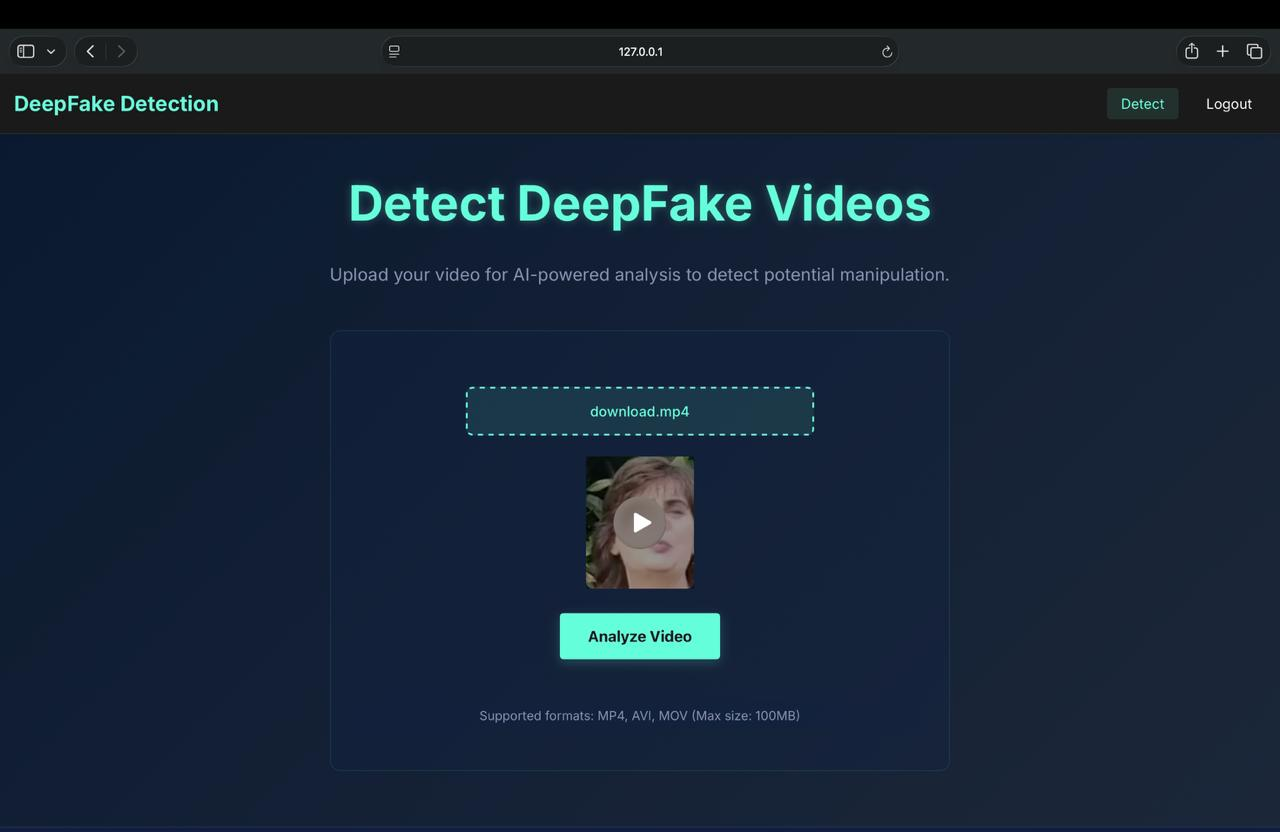 127.0.0.1
DeepFake Detection
Detect
Logout
Detect DeepFake Videos
Upload your video for AI-powered analysis to detect potential manipulation.
download.mp4
Analyze Video
Supported formats: MP4, AVI, MOV (Max size: 100MB)